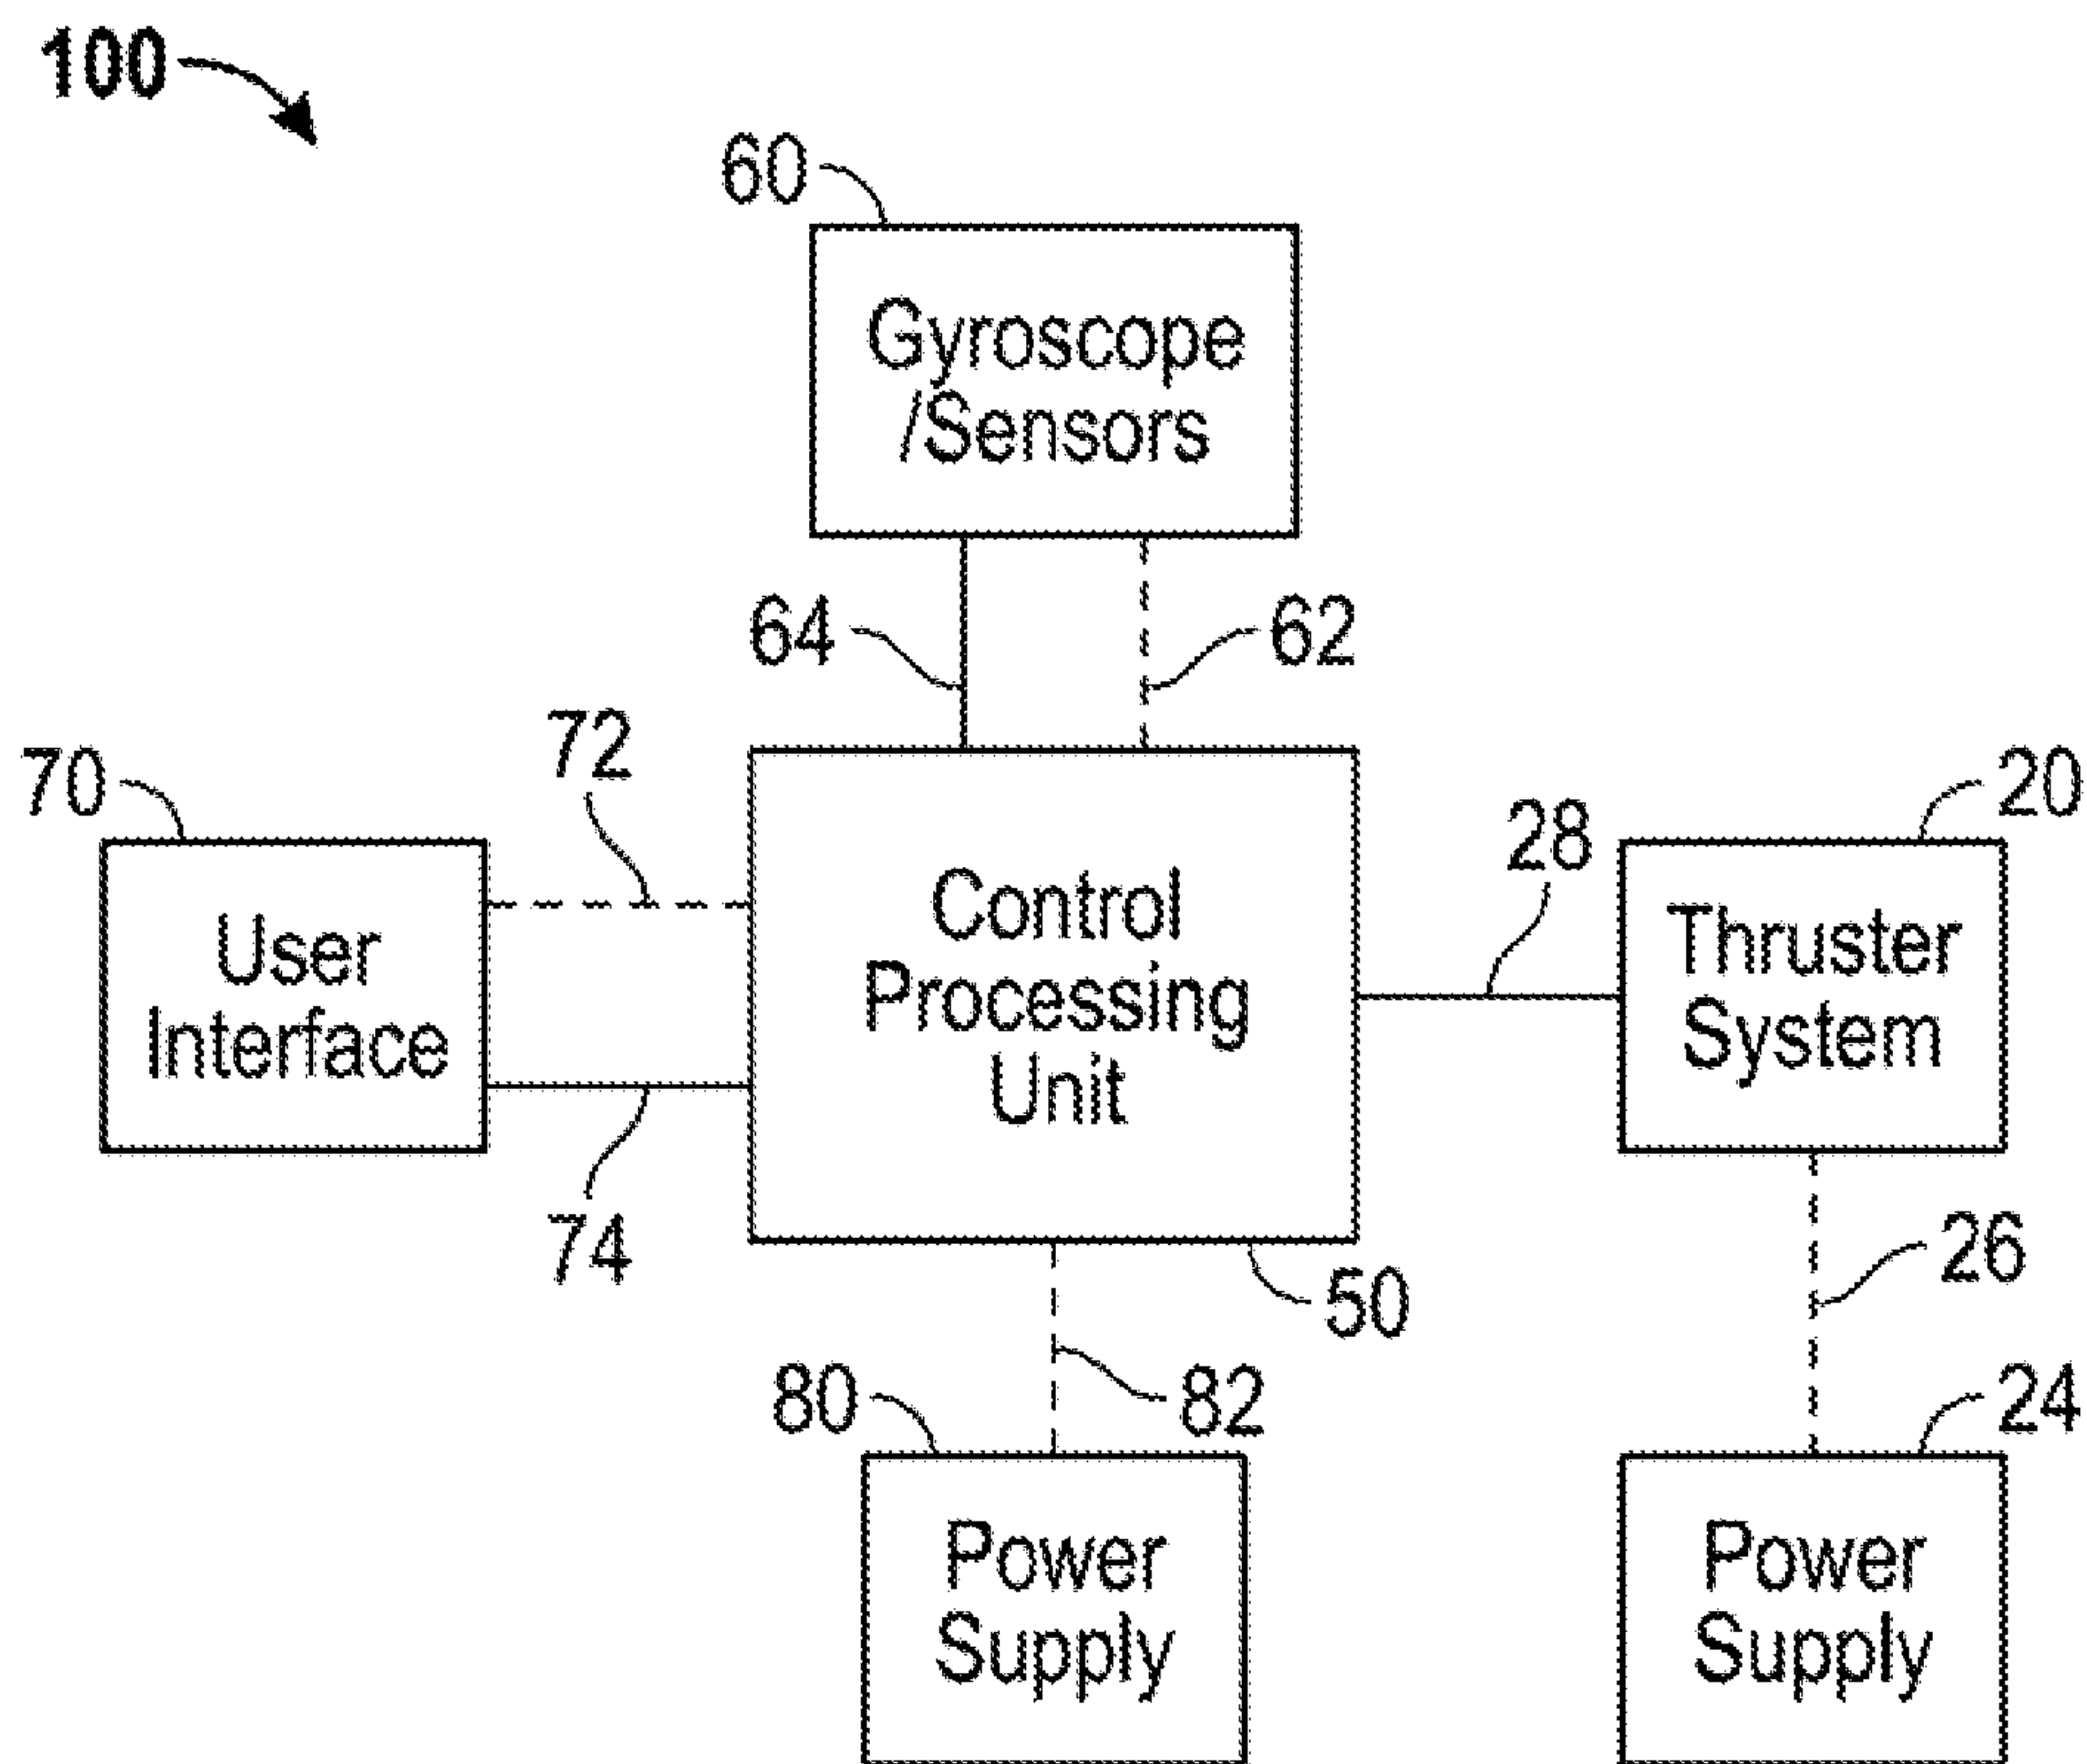 100
60
Gyroscope
/Sensors
64
62
70
72
28
20
User
Interface
Control
Processing
Unit
Thruster
System
74
50
26
80
82
24
Power
Supply
Power
Supply